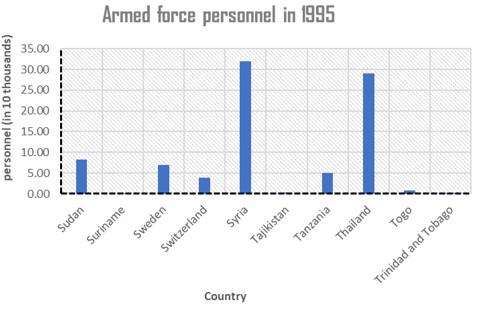 Armed force personnel in 1995
personnel (in 10 thousands)
35.00
30.00
25.00
20.00
15.00
10.00
5.00
0.00
Sudan
Suriname
Sweden
Switzerland
Syria
Tajikistan
Tanzania
Thailand
Togo
Trinidad and Tobago
Country